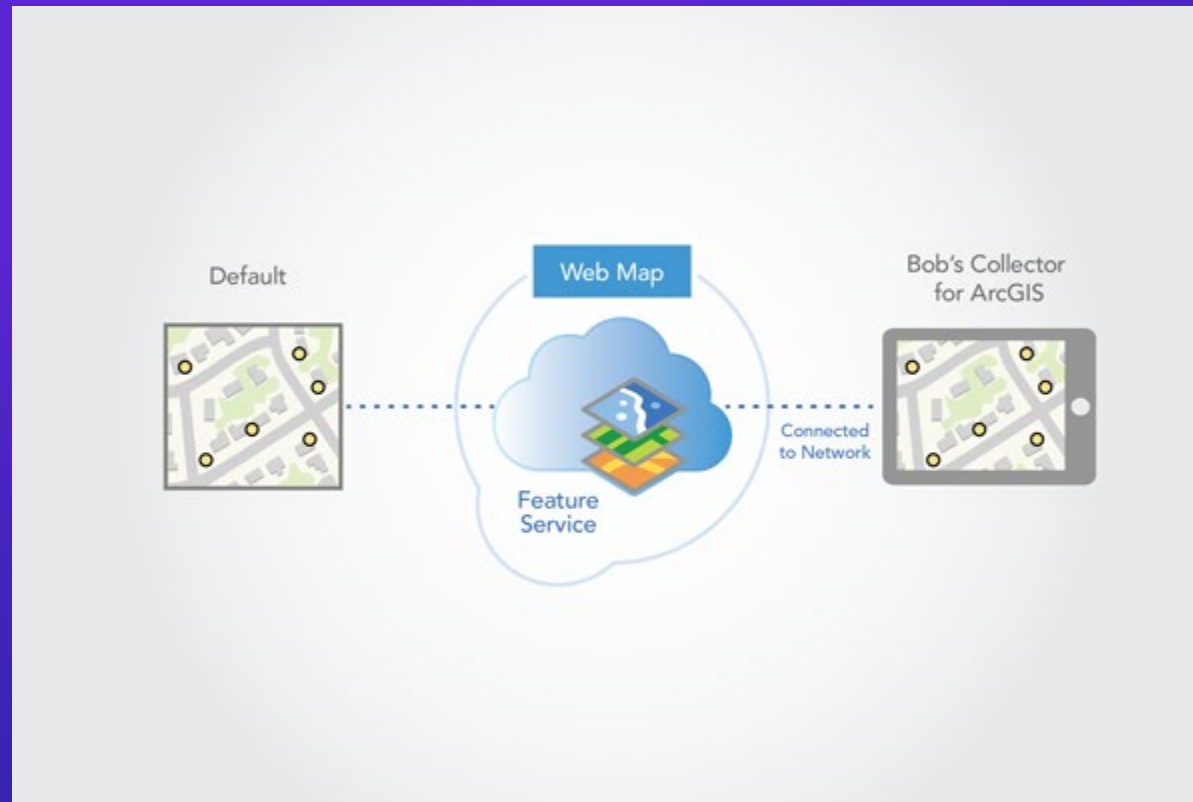 Default
Web Map
Feature
Service
Connected
to Network
Bob's Collector
for ArcGIS